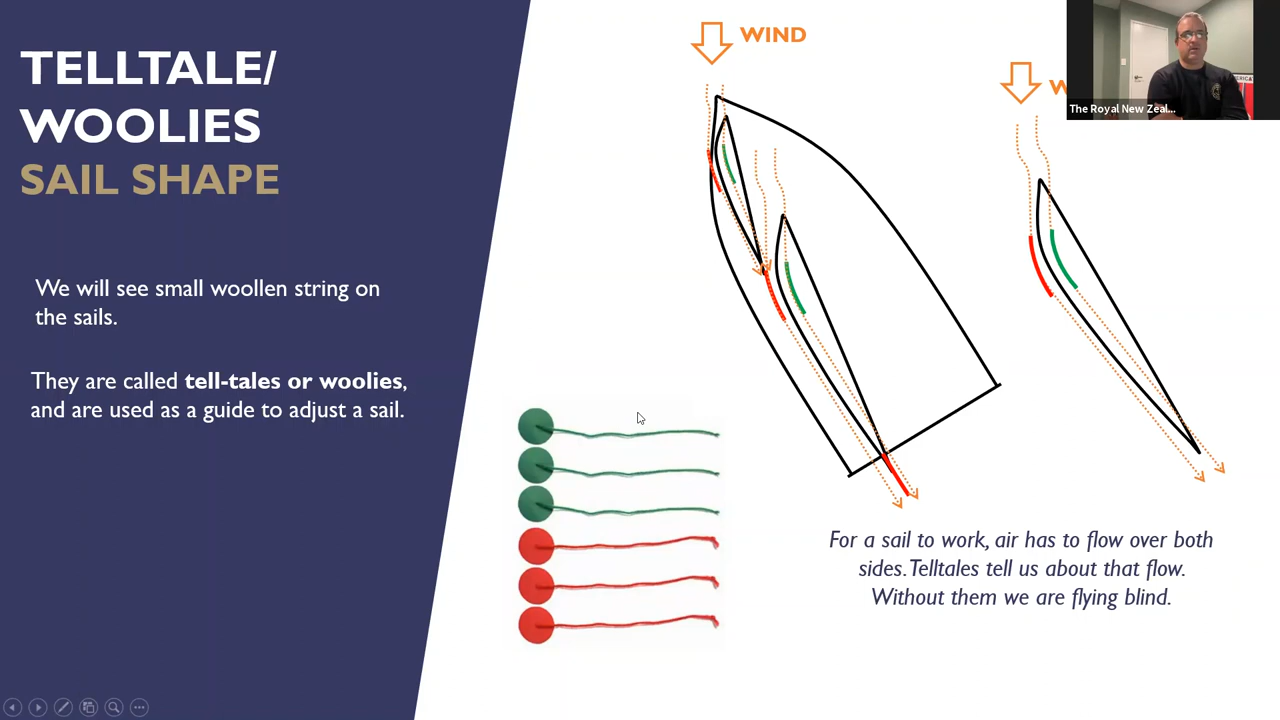 TELLTALE/
WOOLIES
SAIL SHAPE
We will see small woollen string on
the sails.
They are called tell-tales or woolies,
and are used as a guide to adjust a sail.
WIND
W
The Royal New Zeal...
For a sail to work, air has to flow over both
sides. Telltales tell us about that flow.
Without them we are flying blind.